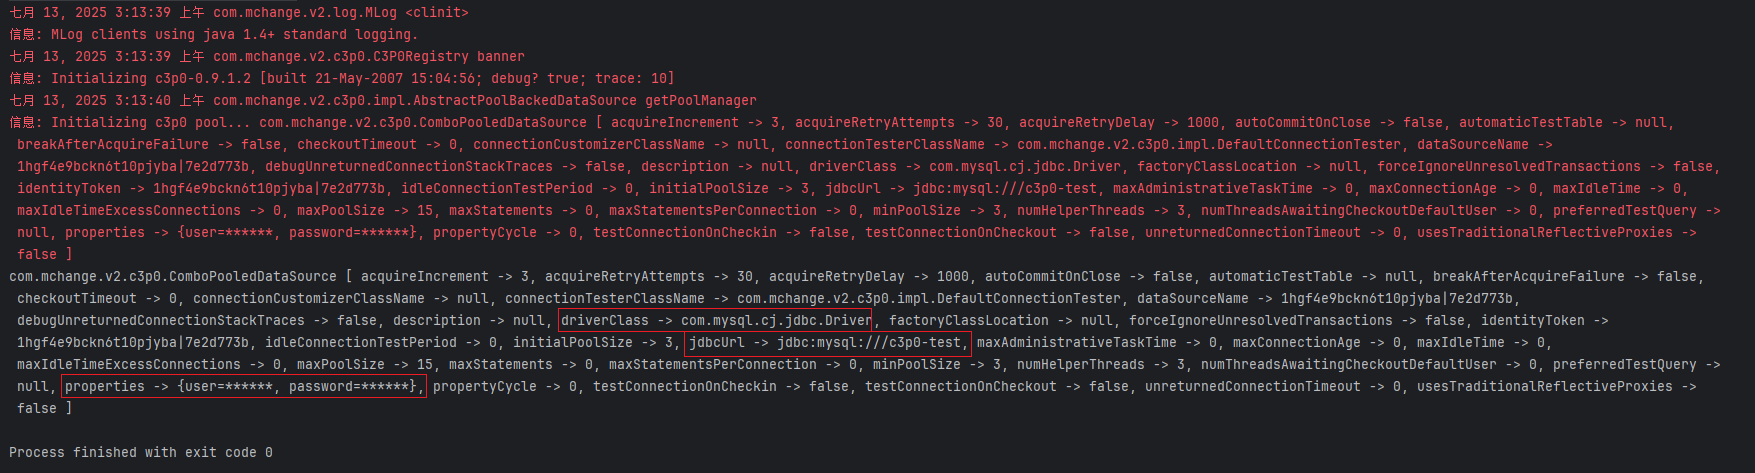 七月 13, 2025 3:13:39 上午 com.mchange.v2.log.MLog <clinit>
信息: MLog clients using java 1.4+ standard logging.
七月 13, 2025 3:13:39 上午 com.mchange.v2.c3p0.C3P0Registry banner
信息: Initializing c3p0-0.9.1.2 [built 21-May-2007 15:04:56; debug? true; trace: 10]
七月 13, 2025 3:13:40 上午 com.mchange.v2.c3p0.impl.AbstractPoolBackedDataSource getPoolManager
信息: Initializing c3p0 pool... com.mchange.v2.c3p0.ComboPooledDataSource [ acquireIncrement -> 3, acquireRetryAttempts -> 30, acquireRetryDelay -> 1000, autoCommitOnClose -> false, automaticTestTable -> null,
breakAfterAcquireFailure -> false, checkoutTimeout -> 0, connectionCustomizerClassName -> null, connectionTesterClassName -> com.mchange.v2.c3p0.impl.DefaultConnectionTester, dataSourceName ->
1hgf4e9bckn6t10pjyba|7e2d773b, debugUnreturnedConnectionStackTraces -> false, description -> null, driverClass -> com.mysql.cj.jdbc.Driver, factoryClassLocation -> null, forceIgnoreUnresolvedTransactions -> false,
identityToken -> 1hgf4e9bckn6t10pjyba|7e2d773b, idleConnectionTestPeriod -> 0, initialPoolSize -> 3, jdbcUrl -> jdbc:mysql:///c3p0-test, maxAdministrativeTaskTime -> 0, maxConnectionAge -> 0, maxIdleTime -> 0,
maxIdleTimeExcessConnections -> 0, maxPoolSize -> 15, maxStatements -> 0, maxStatementsPerConnection -> 0, minPoolSize -> 3, numHelperThreads -> 3, numThreadsAwaitingCheckoutDefaultUser -> 0, preferredTestQuery ->
null, properties -> {user=******, password=******}, propertyCycle -> 0, testConnectionOnCheckin -> false, testConnectionOnCheckout -> false, unreturnedConnectionTimeout -> 0, usesTraditionalReflectiveProxies ->
false ]
com.mchange.v2.c3p0.ComboPooledDataSource [ acquireIncrement -> 3, acquireRetryAttempts -> 30, acquireRetryDelay -> 1000, autoCommitOnClose -> false, automaticTestTable -> null, breakAfterAcquireFailure -> false,
checkoutTimeout -> 0, connectionCustomizerClassName -> null, connectionTesterClassName -> com.mchange.v2.c3p0.impl.DefaultConnectionTester, dataSourceName -> 1hgf4e9bckn6t10pjyba|7e2d773b,
debugUnreturnedConnectionStackTraces -> false, description -> null, driverClass -> com.mysql.cj.jdbc.Driver, factoryClassLocation -> null, forceIgnoreUnresolvedTransactions -> false, identityToken ->
1hgf4e9bckn6t10pjyba|7e2d773b, idleConnectionTestPeriod -> 0, initialPoolSize -> 3, jdbcUrl -> jdbc:mysql:///c3p0-test, maxAdministrativeTaskTime -> 0, maxConnectionAge -> 0, maxIdleTime -> 0,
maxIdleTimeExcessConnections -> 0, maxPoolSize -> 15, maxStatements -> 0, maxStatementsPerConnection -> 0, minPoolSize -> 3, numHelperThreads -> 3, numThreadsAwaitingCheckoutDefaultUser -> 0, preferredTestQuery ->
null, properties -> {user=******, password=******}, propertyCycle -> 0, testConnectionOnCheckin -> false, testConnectionOnCheckout -> false, unreturnedConnectionTimeout -> 0, usesTraditionalReflectiveProxies ->
false ]
Process finished with exit code 0